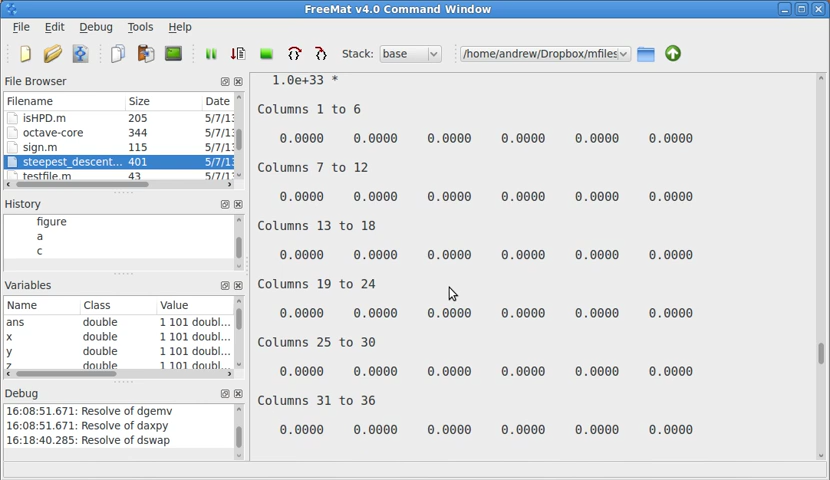 FreeMat v4.0 Command Window
File Edit Debug Tools Help
Stack: base /home/andrew/Dropbox/mfiles
File Browser
Filename Size Date
isHPD.m 205 5/7/13
octave-core 344 5/7/13
sign.m 115 5/7/13
steepest_descent... 401 5/7/13
testfile.m 43 5/7/13
History
figure
a
c
Variables
Name Class Value
ans double 1 101 doubl...
x double 1 101 doubl...
y double 1 101 doubl...
z double 1 101 doubl...
Debug
16:08:51.671: Resolve of dgemv
16:08:51.671: Resolve of daxpy
16:18:40.285: Resolve of dswap
1.0e+33 *
Columns 1 to 6
0.0000 0.0000 0.0000 0.0000 0.0000 0.0000
Columns 7 to 12
0.0000 0.0000 0.0000 0.0000 0.0000 0.0000
Columns 13 to 18
0.0000 0.0000 0.0000 0.0000 0.0000 0.0000
Columns 19 to 24
0.0000 0.0000 0.0000 0.0000 0.0000 0.0000
Columns 25 to 30
0.0000 0.0000 0.0000 0.0000 0.0000 0.0000
Columns 31 to 36
0.0000 0.0000 0.0000 0.0000 0.0000 0.0000